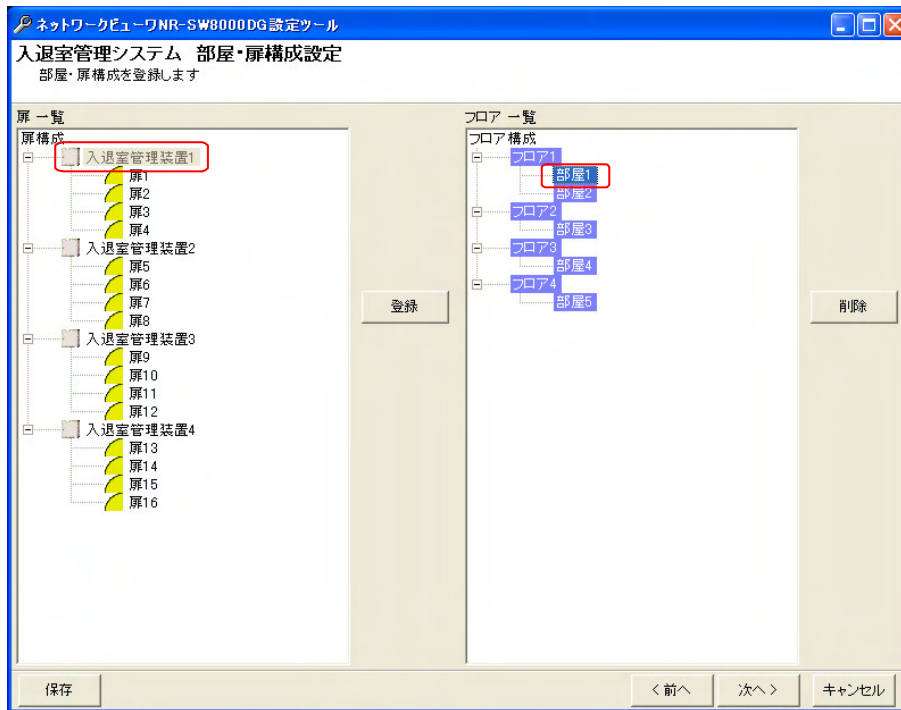 ネットワークビューワNR-SW8000DG設定ツール
入退室管理システム 部屋・扉構成設定
部屋・扉構成を登録します
扉 一覧
扉構成
入退室管理装置1
扉1
扉2
扉3
扉4
入退室管理装置2
扉5
扉6
扉7
扉8
入退室管理装置3
扉9
扉10
扉11
扉12
入退室管理装置4
扉13
扉14
扉15
扉16
登録
フロア 一覧
フロア構成
フロア1
部屋1
部屋2
フロア2
部屋3
フロア3
部屋4
フロア4
部屋5
削除
保存
<前へ
次へ>
キャンセル